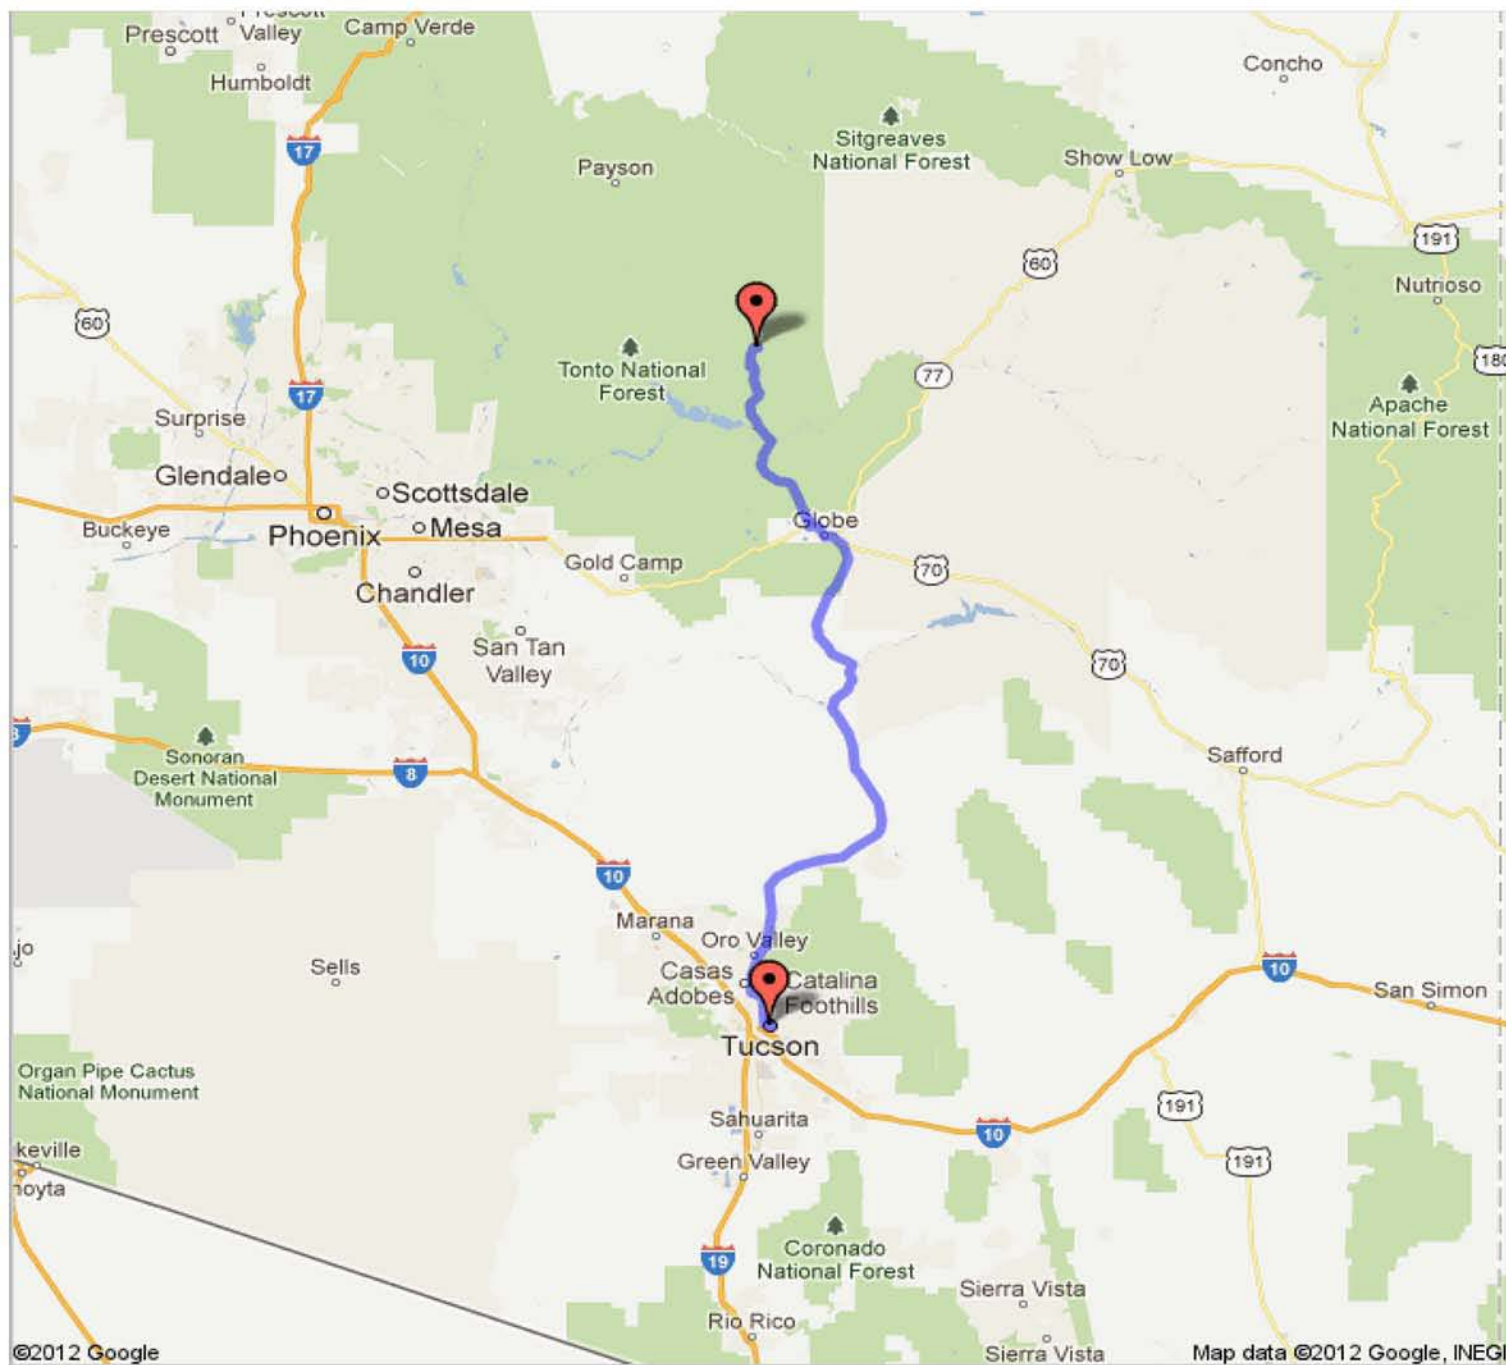 Prescott
Valley
Prescott
Camp Verde
Humboldt
Concho
17
Sitgreaves
National Forest
Payson
Show Low
191
60
Nutrioso
60
Tonto National
Forest
77
17
Apache
National Forest
Surprise
Glendale
Scottsdale
Buckeye
Phoenix
Mesa
Globe
Gold Camp
70
Chandler
San Tan
Valley
10
70
Sonoran
Desert National
Monument
8
Safford
10
Marana
Oro Valley
Sells
Casas
Adobes
Catalina
Foothills
10
San Simon
Tucson
Organ Pipe Cactus
National Monument
191
Sahuarita
10
keville
Green Valley
191
noyta
Coronado
National Forest
19
Sierra Vista
Rio Rico
©2012 Google
Sierra Vista
Map data ©2012 Google, INEGI